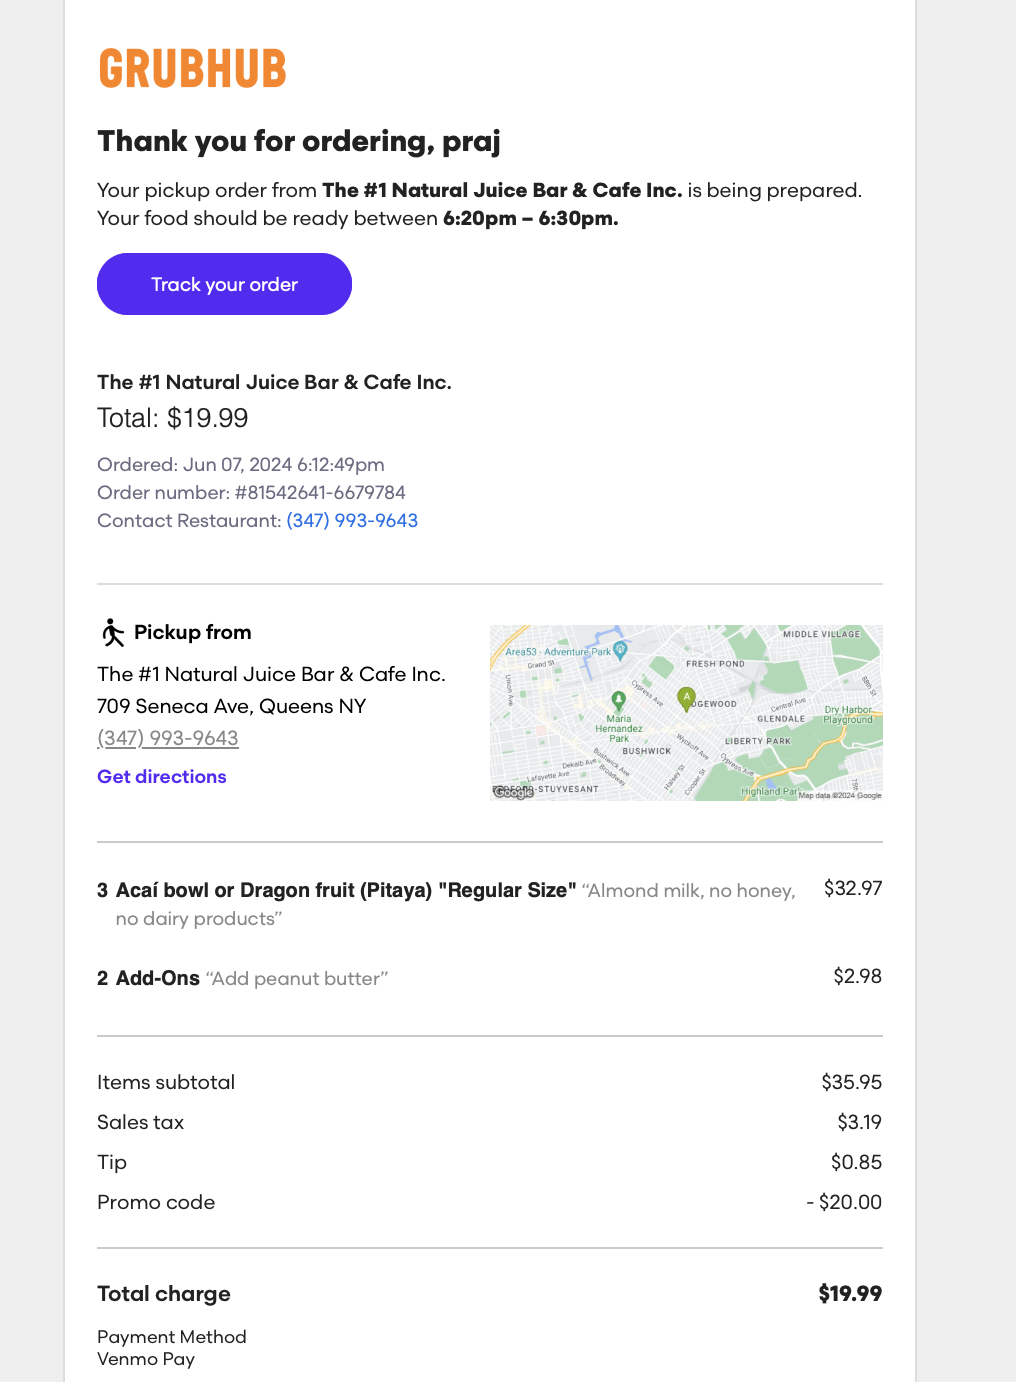 GRUBHUB
Thank you for ordering, praj
Your pickup order from The #1 Natural Juice Bar & Cafe Inc. is being prepared.
Your food should be ready between 6:20pm – 6:30pm.
Track your order
The #1 Natural Juice Bar & Cafe Inc.
Total: $19.99
Ordered: Jun 07, 2024 6:12:49pm
Order number: #81542641-6679784
Contact Restaurant: (347) 993-9643
Pickup from
The #1 Natural Juice Bar & Cafe Inc.
709 Seneca Ave, Queens NY
(347) 993-9643
Get directions
MIDDLE VILLAGE
Area53 - Adventure Park
Grand St
FRESH POND
88th St
Union Ave
Cypress Ave
A
DGEWOOD
Central Ave
Maria
Hernandez
Park
GLENDALE
Dry Harbor
Playground
LIBERTY PARK
BUSHWICK
Wyckoff Ave
Cypress Ave
Bushwick Ave
Dekalb Ave
Broadway
Lafayette Ave
Halsey St
Cooper St
Highland Par
-STUYVESANT
Google
Map data ©2024 Google
3 Acaí bowl or Dragon fruit (Pitaya) "Regular Size" “Almond milk, no honey, $32.97
no dairy products”
2 Add-Ons “Add peanut butter” $2.98
Items subtotal $35.95
Sales tax $3.19
Tip $0.85
Promo code - $20.00
Total charge $19.99
Payment Method
Venmo Pay